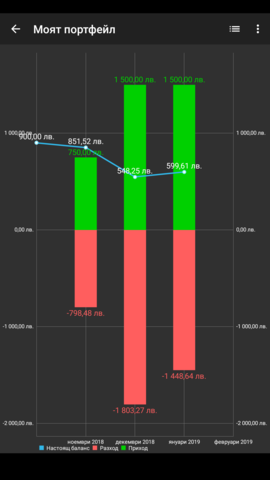 Моят портфейл
1 500,00 лв. 1 500,00 лв.
1 000,00 лв. 1 000,00 лв.
900,00 лв. 851,52 лв.
750,00 лв.
548,25 лв. 599,61 лв.
0,00 лв. 0,00 лв.
-798,48 лв.
-1 000,00 лв. -1 000,00 лв.
-1 448,64 лв.
-1 803,27 лв.
-2 000,00 лв. -2 000,00 лв.
ноември 2018 декември 2018 януари 2019 февруари 2019
Настоящ баланс Разход Приход